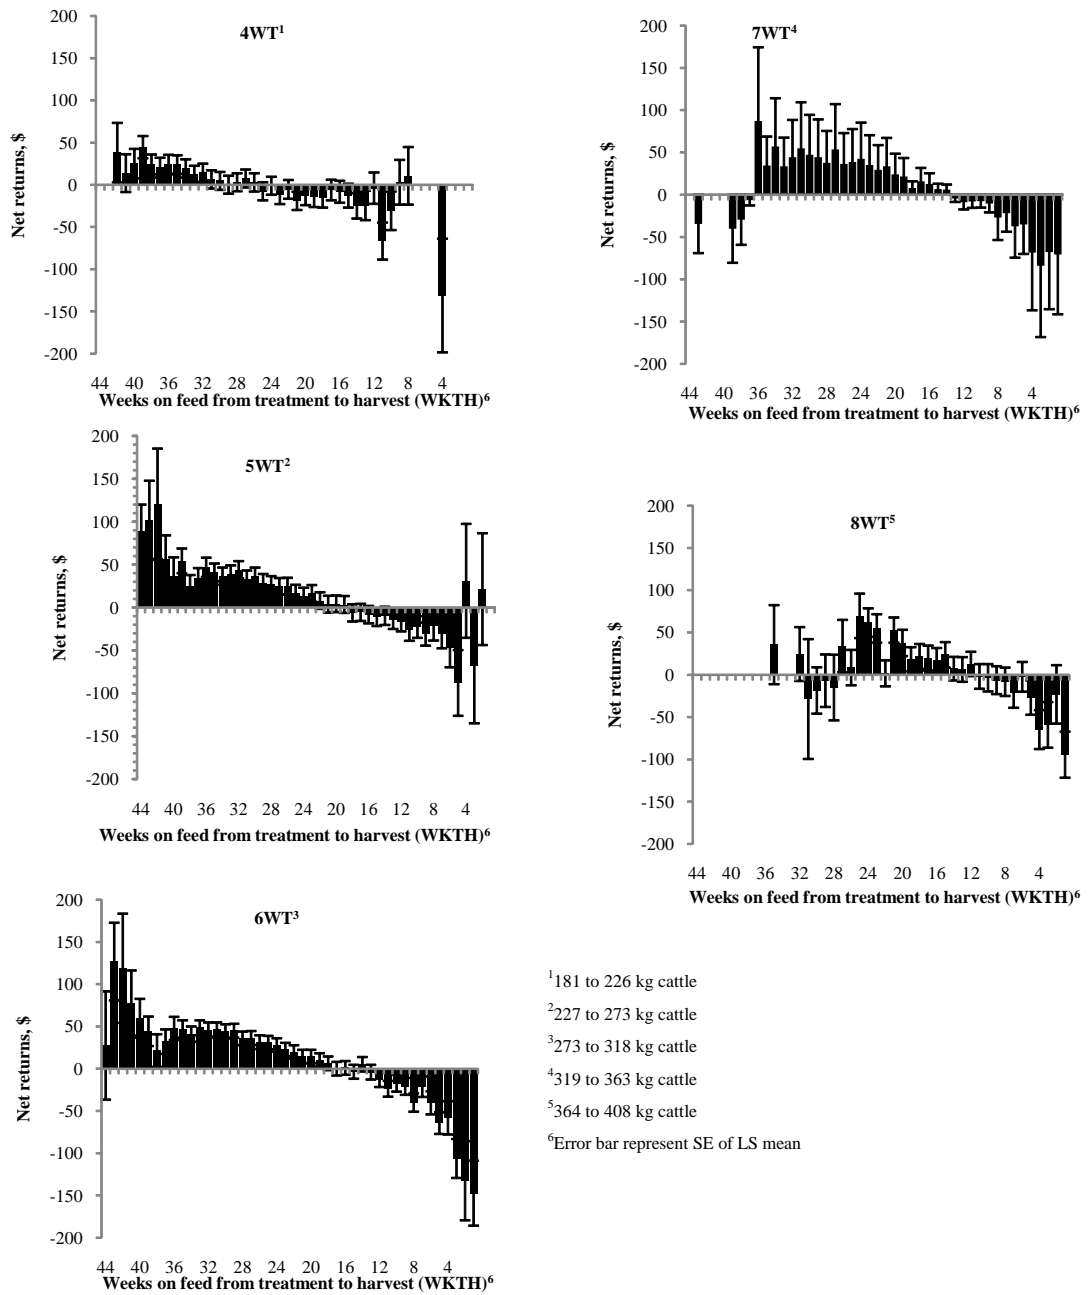 4WT¹
200
150
100
50
0
-50
-100
-150
-200
Net returns, $
44 40 36 32 28 24 20 16 12 8 4
Weeks on feed from treatment to harvest (WKTH)⁶
5WT²
200
150
100
50
0
-50
-100
-150
-200
Net returns, $
44 40 36 32 28 24 20 16 12 8 4
Weeks on feed from treatment to harvest (WKTH)⁶
6WT³
200
150
100
50
0
-50
-100
-150
-200
Net returns, $
44 40 36 32 28 24 20 16 12 8 4
Weeks on feed from treatment to harvest (WKTH)⁶
7WT⁴
200
150
100
50
0
-50
-100
-150
-200
Net returns, $
44 40 36 32 28 24 20 16 12 8 4
Weeks on feed from treatment to harvest (WKTH)⁶
8WT⁵
200
150
100
50
0
-50
-100
-150
-200
Net returns, $
44 40 36 32 28 24 20 16 12 8 4
Weeks on feed from treatment to harvest (WKTH)⁶
¹181 to 226 kg cattle
²227 to 273 kg cattle
³273 to 318 kg cattle
⁴319 to 363 kg cattle
⁵364 to 408 kg cattle
⁶Error bar represent SE of LS mean